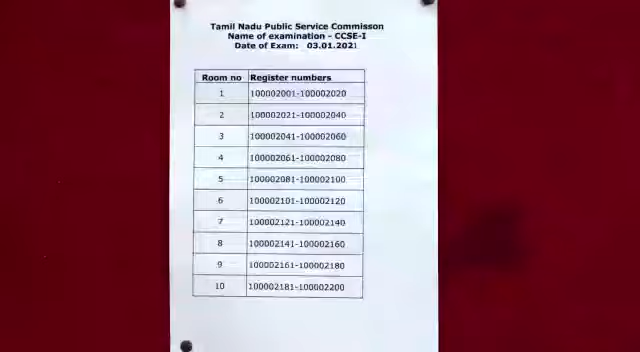 Tamil Nadu Public Service Commisson
Name of examination - CCSE-I
Date of Exam: 03.01.2021
Room no Register numbers
1 100002001-100002020
2 100002021-100002040
3 100002041-100002060
4 100002061-100002080
5 100002081-100002100
6 100002101-100002120
7 100002121-100002140
8 100002141-100002160
9 100002161-100002180
10 100002181-100002200